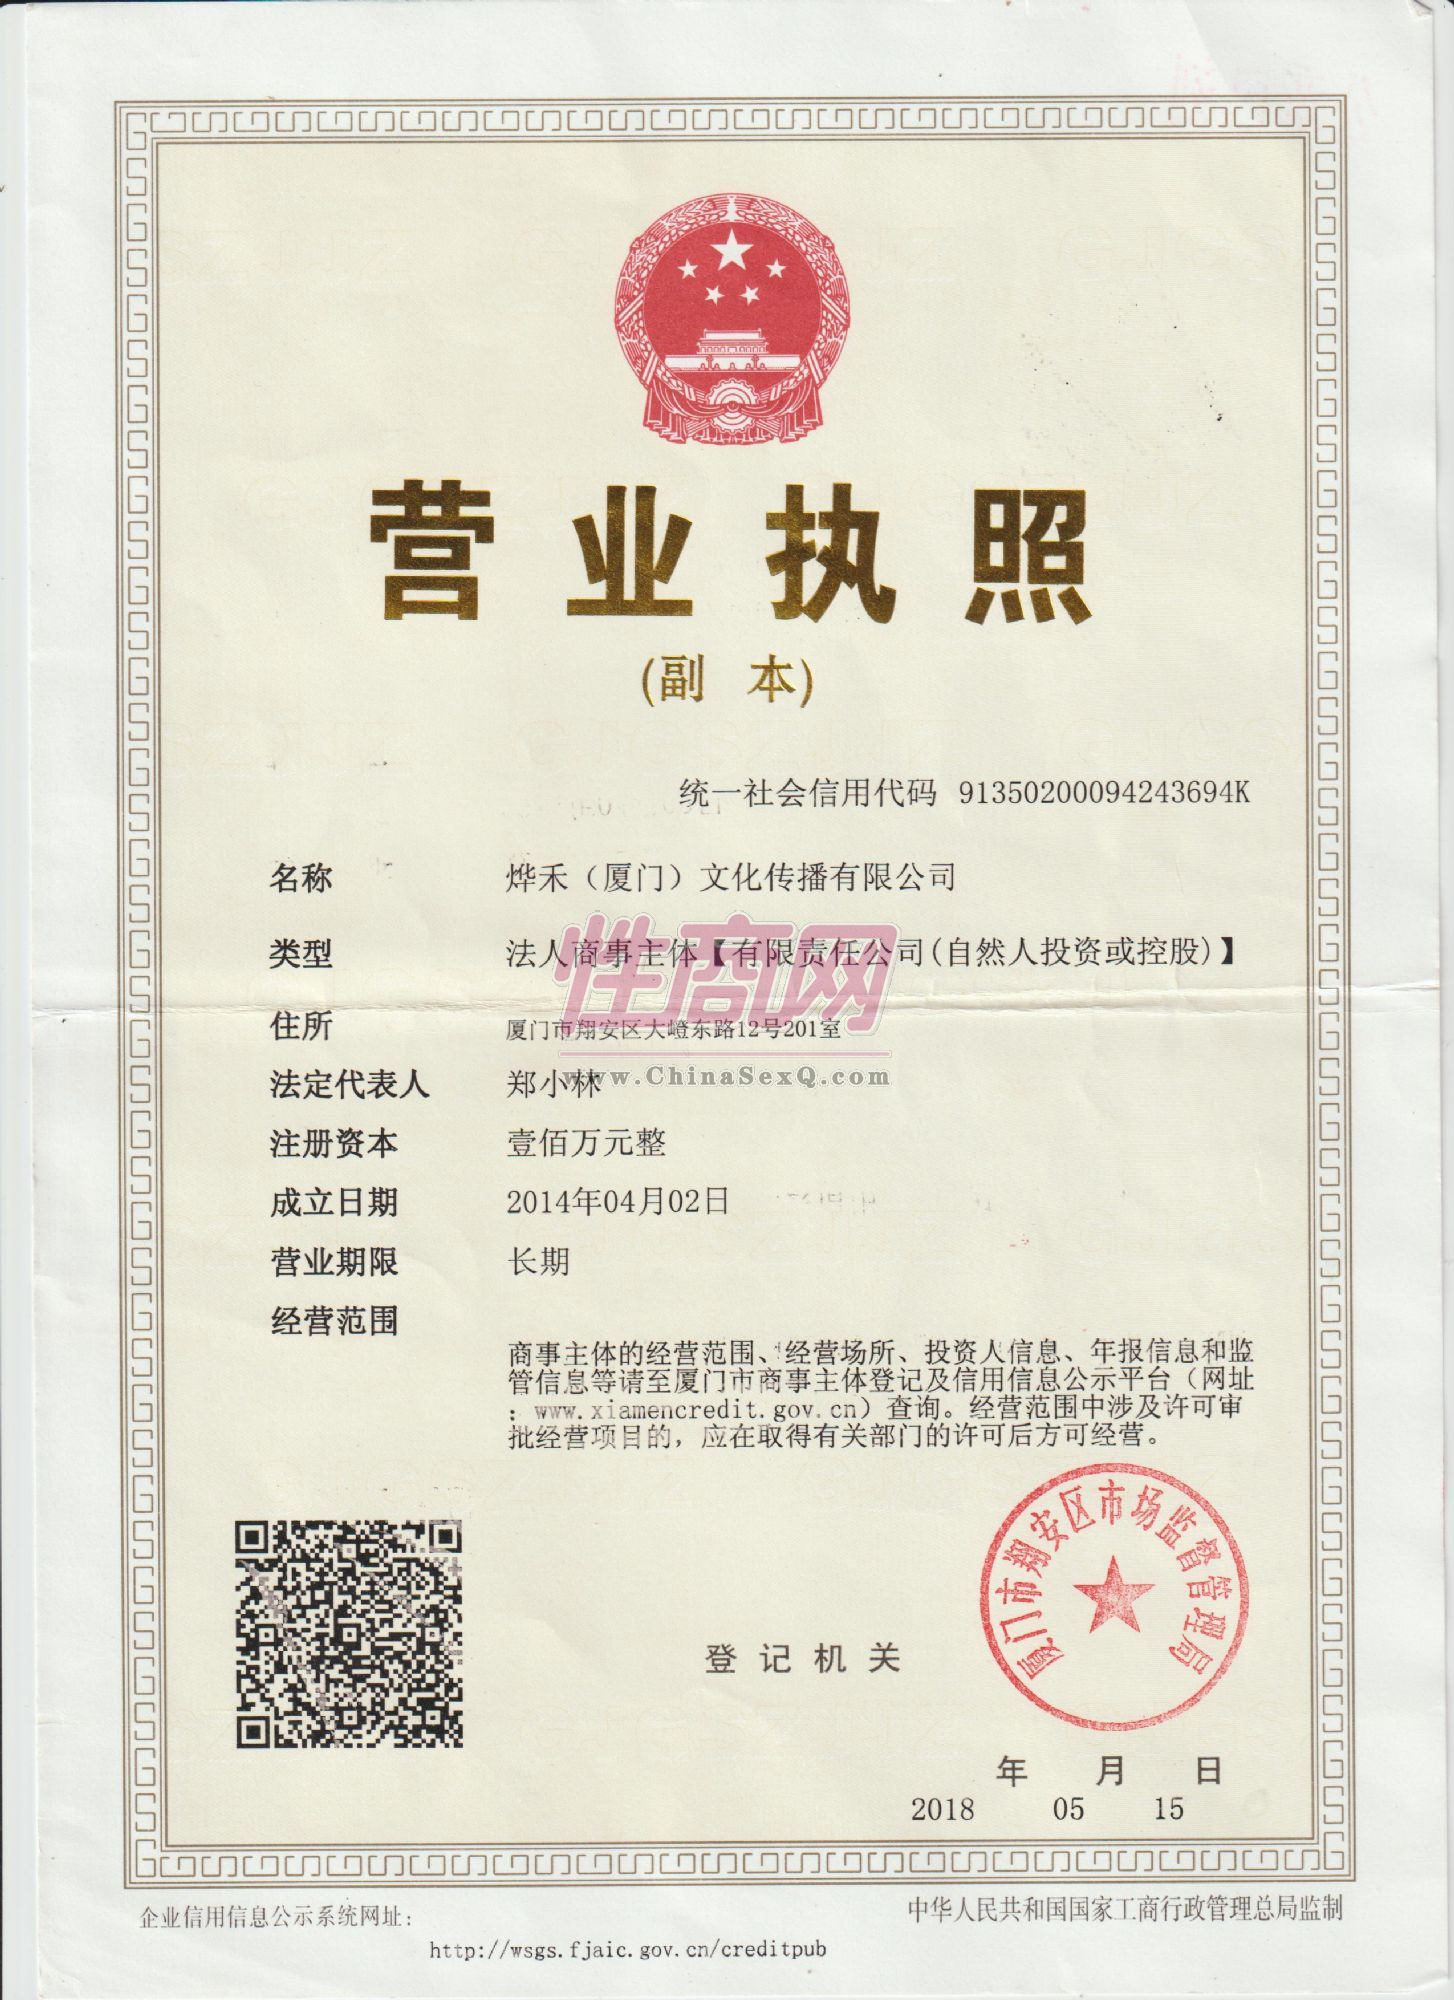 营业执照
(副 本)
统一社会信用代码 91350200094243694K
名称 烨禾（厦门）文化传播有限公司
类型 法人商事主体【有限责任公司(自然人投资或控股)】
性商网
住所 厦门市翔安区大嶝东路12号201室
www.ChinaSexQ.com
法定代表人 郑小林
注册资本 壹佰万元整
成立日期 2014年04月02日
营业期限 长期
经营范围
商事主体的经营范围、经营场所、投资人信息、年报信息和监
管信息等请至厦门市商事主体登记及信用信息公示平台（网址
：www.xiamencredit.gov.cn）查询。经营范围中涉及许可审
批经营项目的，应在取得有关部门的许可后方可经营。
厦门市翔安区市场监督管理局
登记机关
年 月 日
2018 05 15
企业信用信息公示系统网址：
中华人民共和国国家工商行政管理总局监制
http://wsgs.fjaic.gov.cn/creditpub